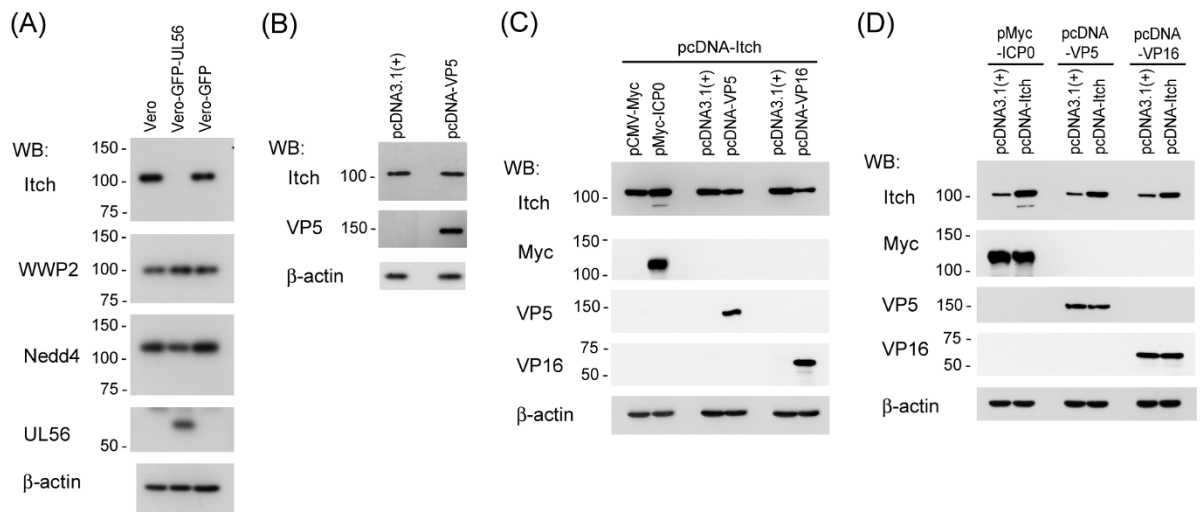 (A)
Vero
Vero-GFP-UL56
Vero-GFP
WB:
150 -
Itch
100 -
75 -
150 -
WWP2
100 -
75 -
150 -
Nedd4
100 -
75 -
UL56
50 -
β-actin
(B)
pcDNA3.1(+)
pcDNA-VP5
WB:
Itch
100 -
VP5
150 -
β-actin
(C)
pcDNA-Itch
pCMV-Myc
pMyc-ICP0
pcDNA3.1(+)
pcDNA-VP5
pcDNA3.1(+)
pcDNA-VP16
WB:
Itch
100 -
Myc
150 -
100 -
VP5
150 -
VP16
75 -
50 -
β-actin
(D)
pMyc
-ICP0
pcDNA
-VP5
pcDNA
-VP16
pcDNA3.1(+)
pcDNA-Itch
pcDNA3.1(+)
pcDNA-Itch
pcDNA3.1(+)
pcDNA-Itch
WB:
Itch
100 -
Myc
150 -
100 -
VP5
150 -
VP16
75 -
50 -
β-actin